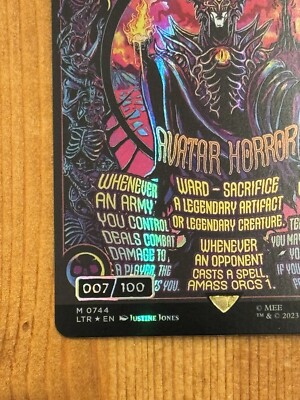 AVATAR HORROR
WHENEVER
AN ARMY
YOU CONTROL
DEALS COMBAT
DAMAGE TO
A PLAYER, THE
WARD – SACRIFICE
A LEGENDARY ARTIFACT
OR LEGENDARY CREATURE.
WHENEVER
AN OPPONENT
CASTS A SPELL,
AMASS ORCS 1.
YOU MAY
007/100
M 0744
LTR ★ EN Justine Jones
© MEE
™ & © 2023